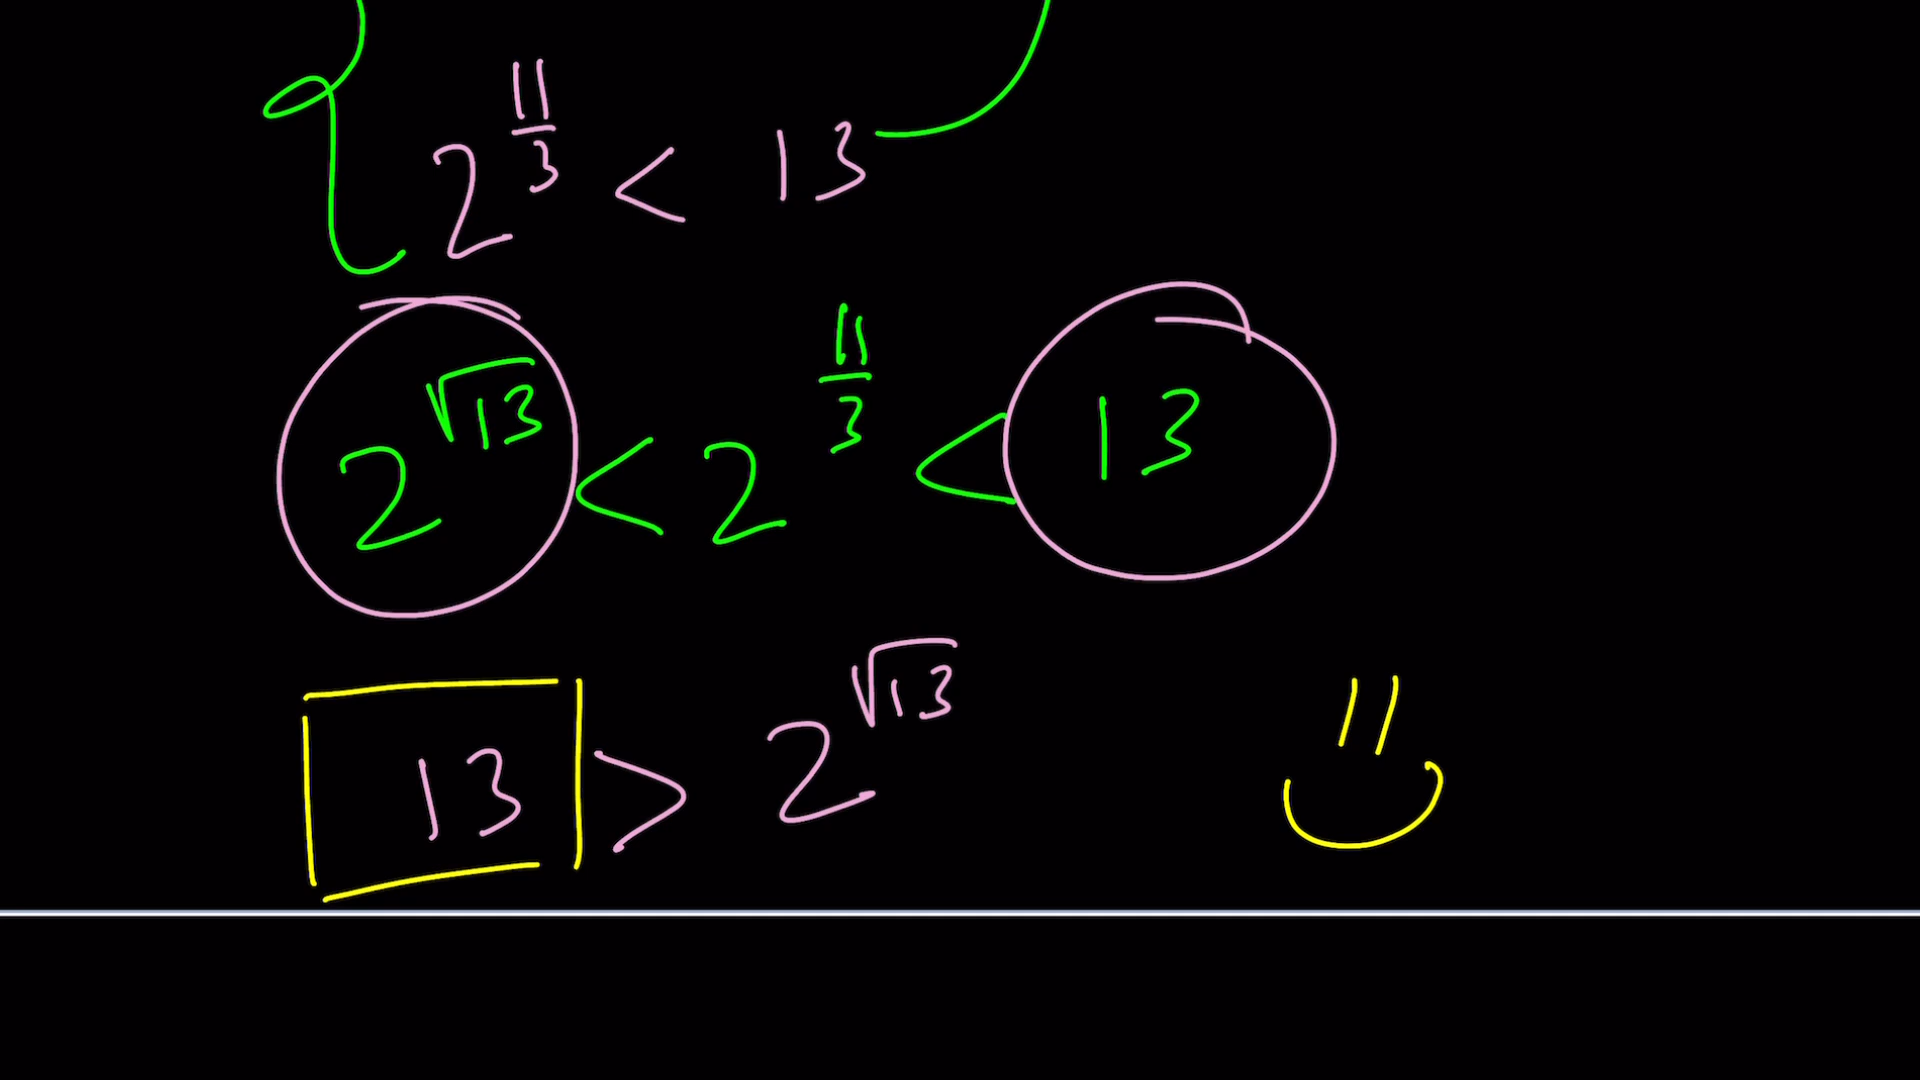 2^{11/3} < 13
2^{√13} < 2^{11/3} < 13
13 > 2^{√13}